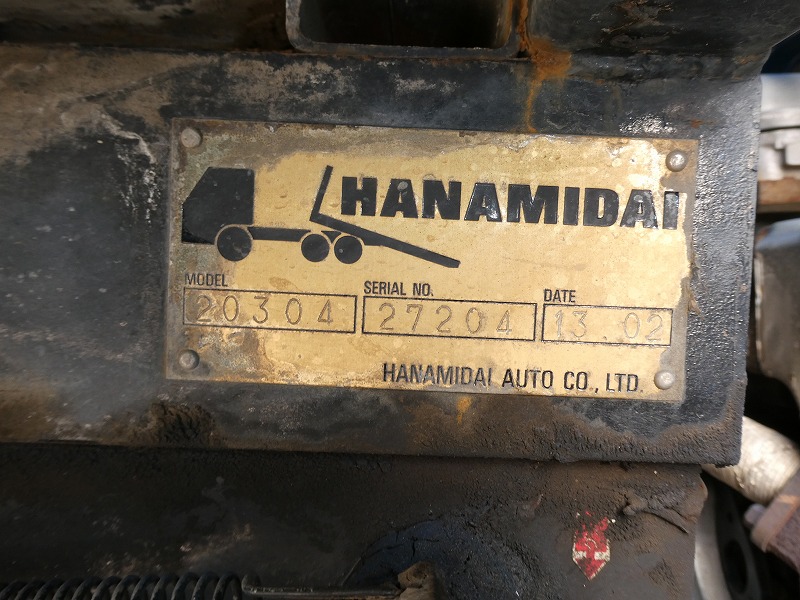 HANAMIDAI
MODEL SERIAL NO. DATE
20304 27204 13.02
HANAMIDAI AUTO CO., LTD.